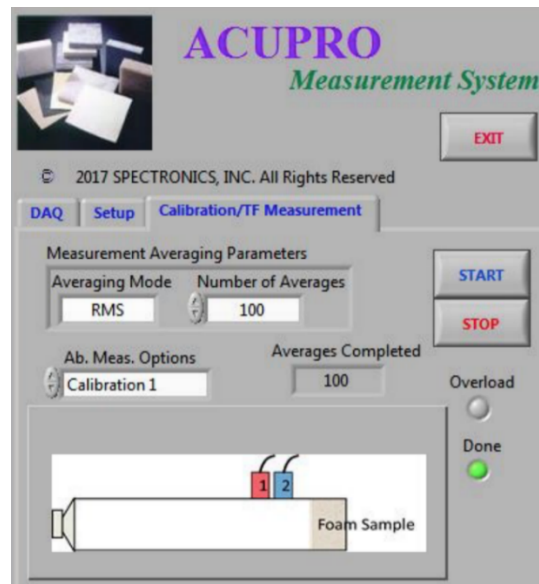 ACUPRO
Measurement System
EXIT
© 2017 SPECTRONICS, INC. All Rights Reserved
DAQ Setup Calibration/TF Measurement
Measurement Averaging Parameters
Averaging Mode Number of Averages
RMS 100
START
STOP
Ab. Meas. Options Averages Completed
Calibration 1 100
Overload
Done
1 2
Foam Sample